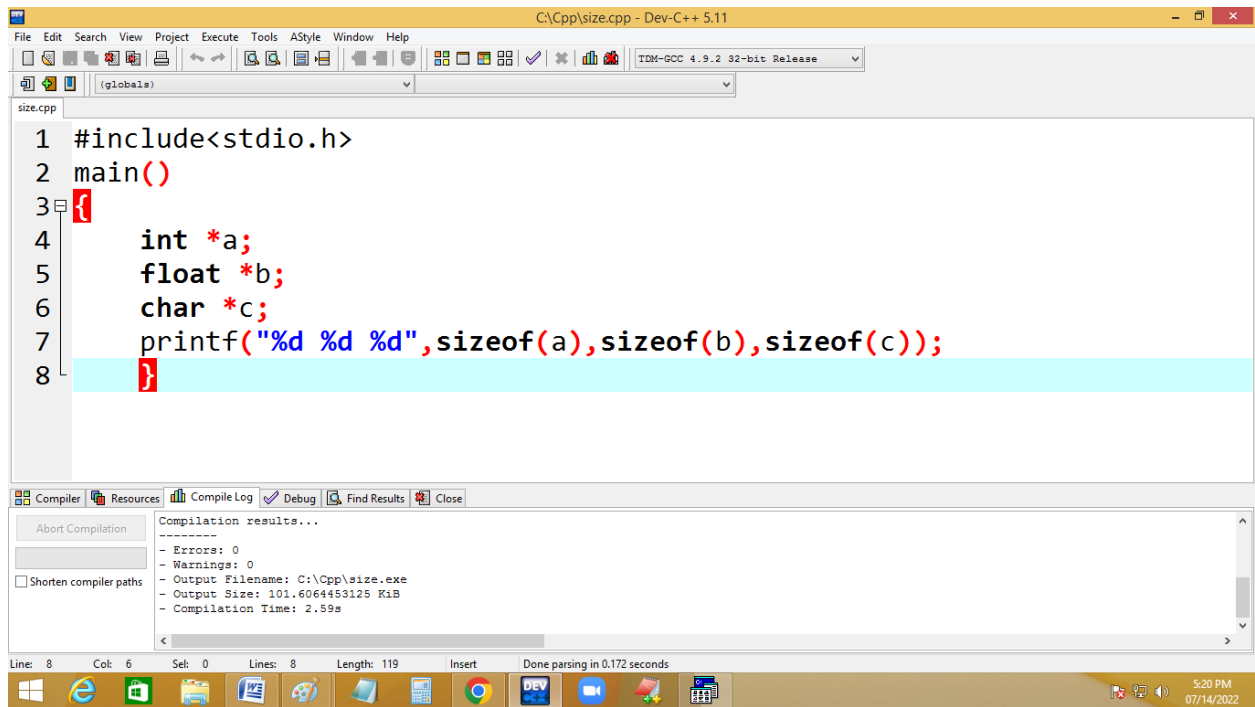 C:\Cpp\size.cpp - Dev-C++ 5.11
File Edit Search View Project Execute Tools AStyle Window Help
TDM-GCC 4.9.2 32-bit Release
(globals)
size.cpp
1 #include<stdio.h>
2 main()
3 {
4 int *a;
5 float *b;
6 char *c;
7 printf("%d %d %d",sizeof(a),sizeof(b),sizeof(c));
8 }
Compiler Resources Compile Log Debug Find Results Close
Abort Compilation
Shorten compiler paths
Compilation results...
--------
- Errors: 0
- Warnings: 0
- Output Filename: C:\Cpp\size.exe
- Output Size: 101.6064453125 KiB
- Compilation Time: 2.59s
Line: 8 Col: 6 Sel: 0 Lines: 8 Length: 119 Insert Done parsing in 0.172 seconds
DEV C++
5:20 PM
07/14/2022